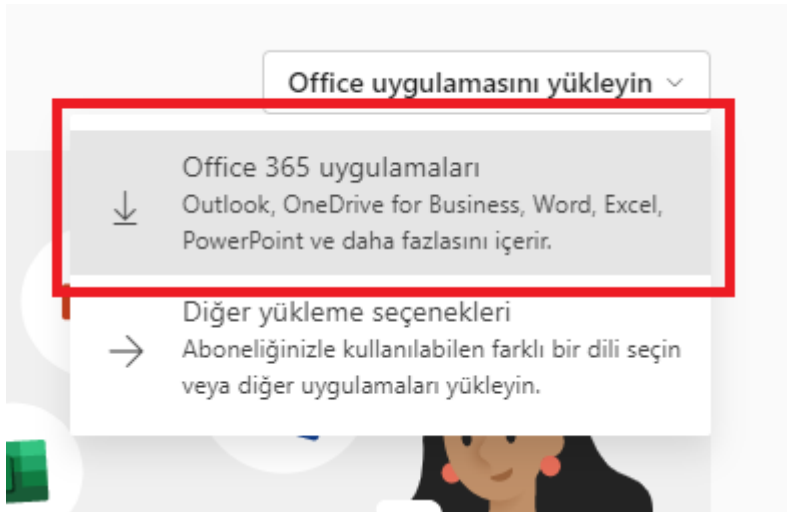 Office uygulamasını yükleyin
Office 365 uygulamaları
Outlook, OneDrive for Business, Word, Excel,
PowerPoint ve daha fazlasını içerir.
Diğer yükleme seçenekleri
Aboneliğinizle kullanılabilen farklı bir dili seçin
veya diğer uygulamaları yükleyin.